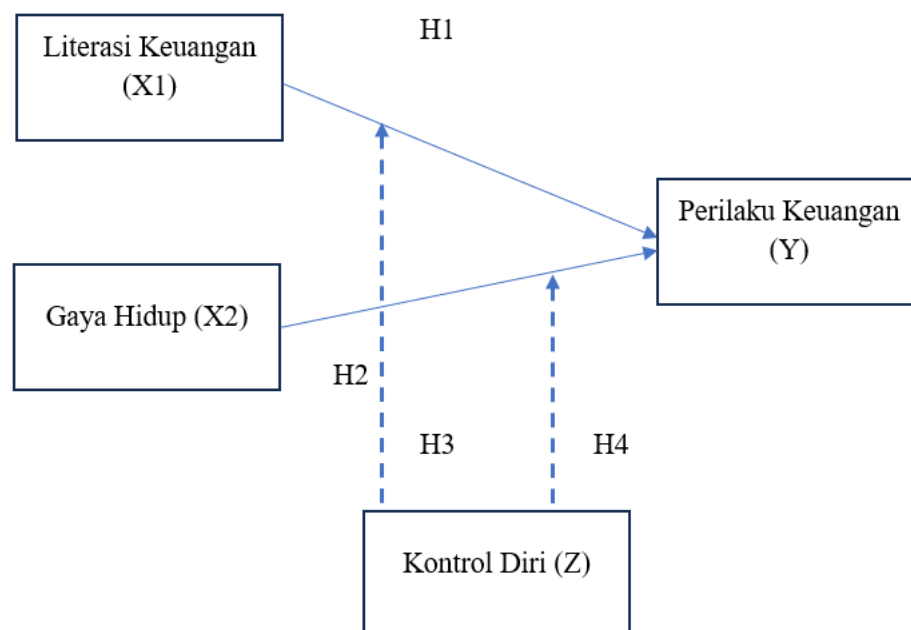 H1
Literasi Keuangan
(X1)
Perilaku Keuangan
(Y)
Gaya Hidup (X2)
H2
H3
H4
Kontrol Diri (Z)